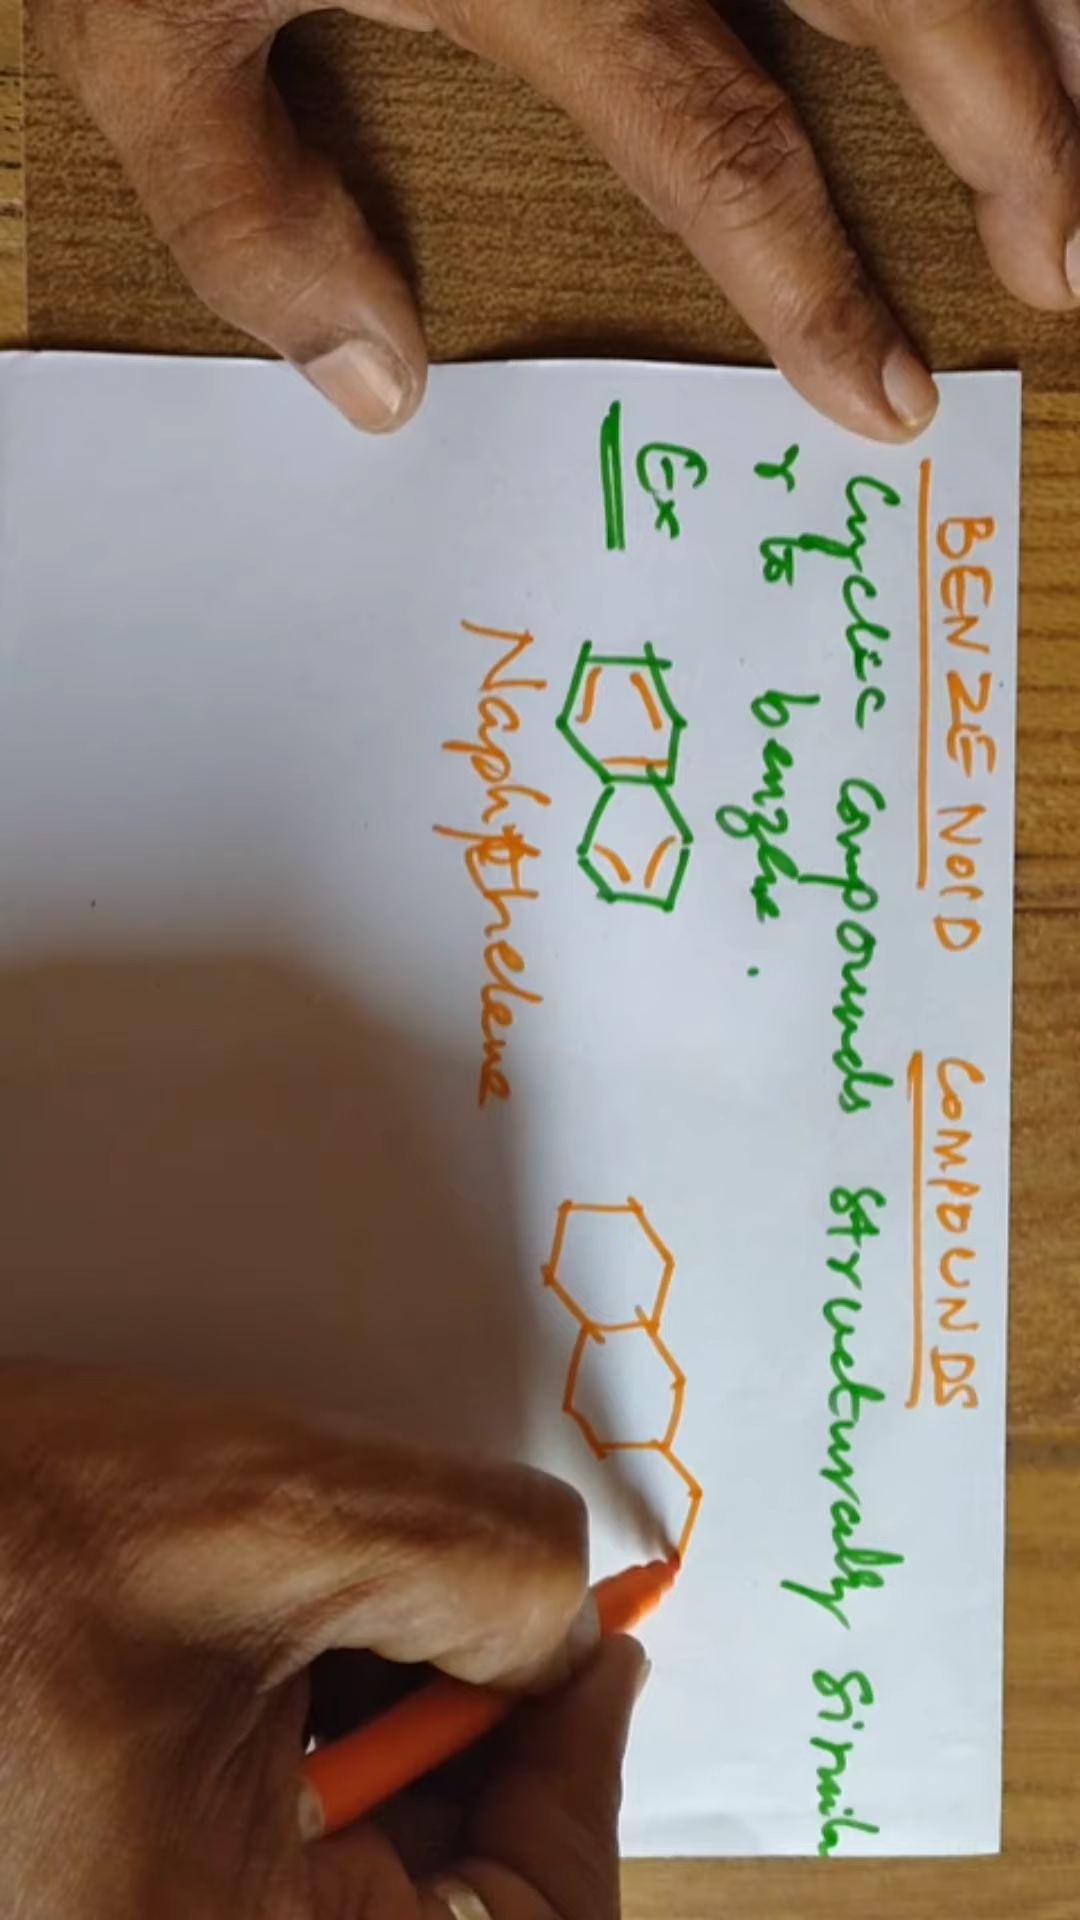 BENZENOID COMPOUNDS
Cyclic compounds structurally simila
r to benzene.
Ex
Naphthelene